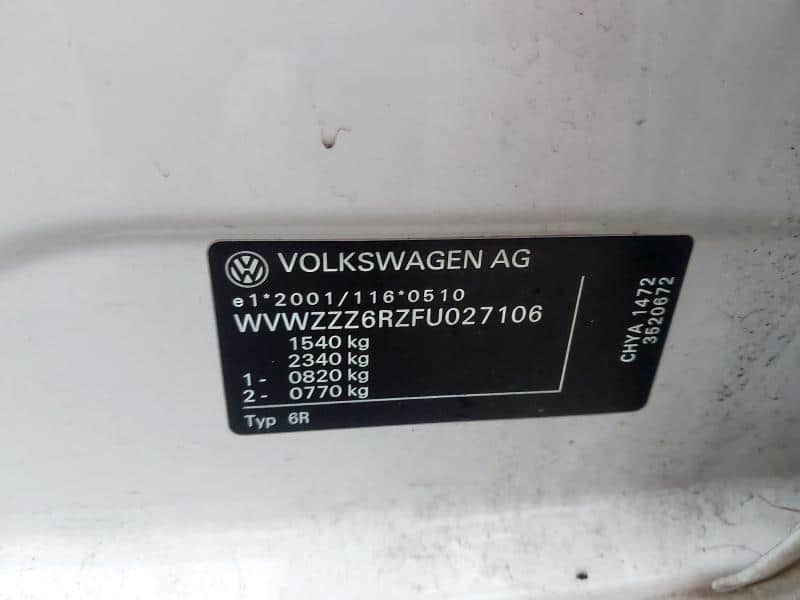 VOLKSWAGEN AG
e1*2001/116*0510
WVWZZZ6RZFU027106
1540 kg
2340 kg
1- 0820 kg
2- 0770 kg
Typ 6R
CHYA 1472
3520672